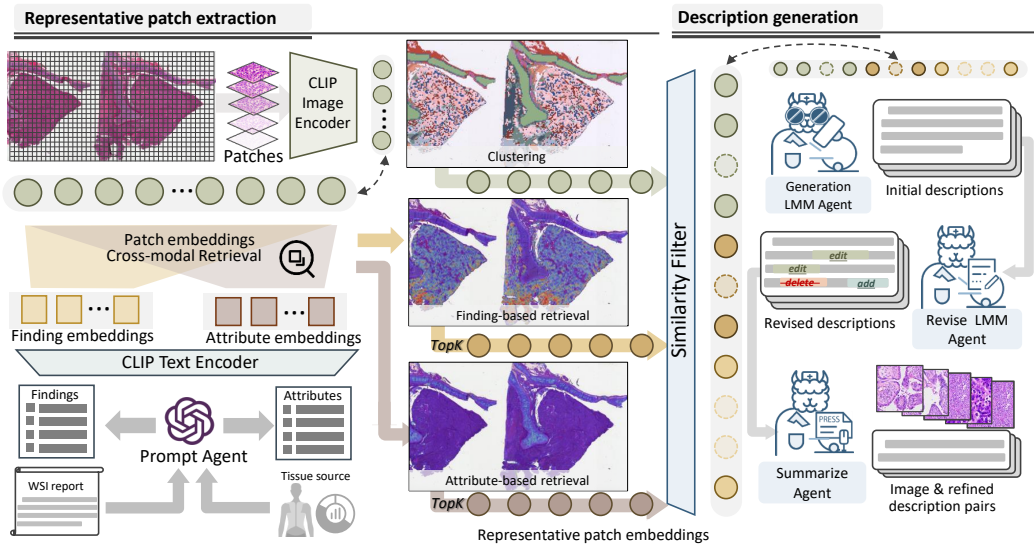 Representative patch extraction
Description generation
CLIP
Image
Encoder
Patches
Clustering
Patch embeddings
Cross-modal Retrieval
Finding embeddings
Attribute embeddings
CLIP Text Encoder
Findings
Attributes
Prompt Agent
WSI report
Tissue source
Finding-based retrieval
TopK
Attribute-based retrieval
TopK
Representative patch embeddings
Similarity Filter
Generation
LMM Agent
Initial descriptions
edit
edit
delete
add
Revised descriptions
Revise LMM
Agent
PRESS
Summarize
Agent
Image & refined
description pairs